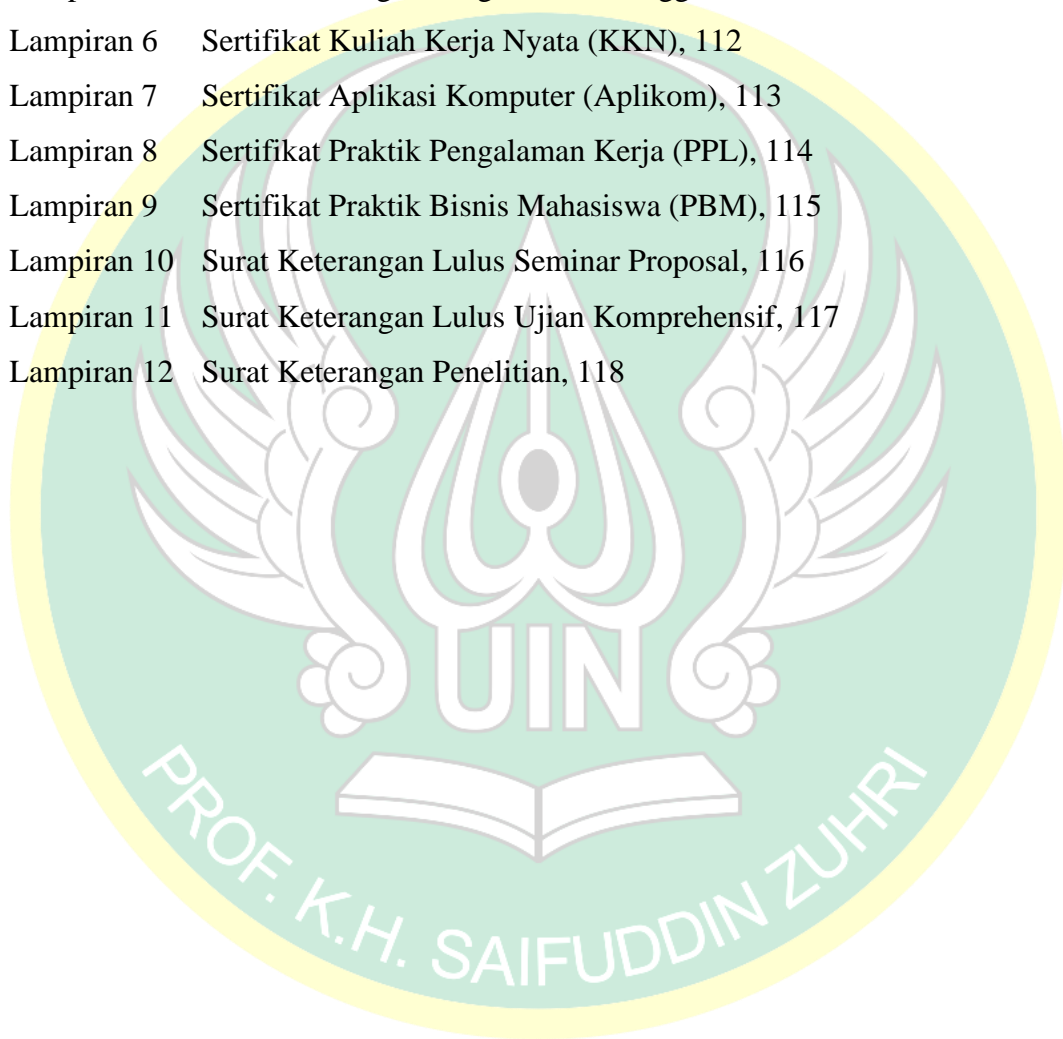 Lampiran 6 Sertifikat Kuliah Kerja Nyata (KKN), 112
Lampiran 7 Sertifikat Aplikasi Komputer (Aplikom), 113
Lampiran 8 Sertifikat Praktik Pengalaman Kerja (PPL), 114
Lampiran 9 Sertifikat Praktik Bisnis Mahasiswa (PBM), 115
Lampiran 10 Surat Keterangan Lulus Seminar Proposal, 116
Lampiran 11 Surat Keterangan Lulus Ujian Komprehensif, 117
Lampiran 12 Surat Keterangan Penelitian, 118
UIN
PROF. K.H. SAIFUDDIN ZUHRI